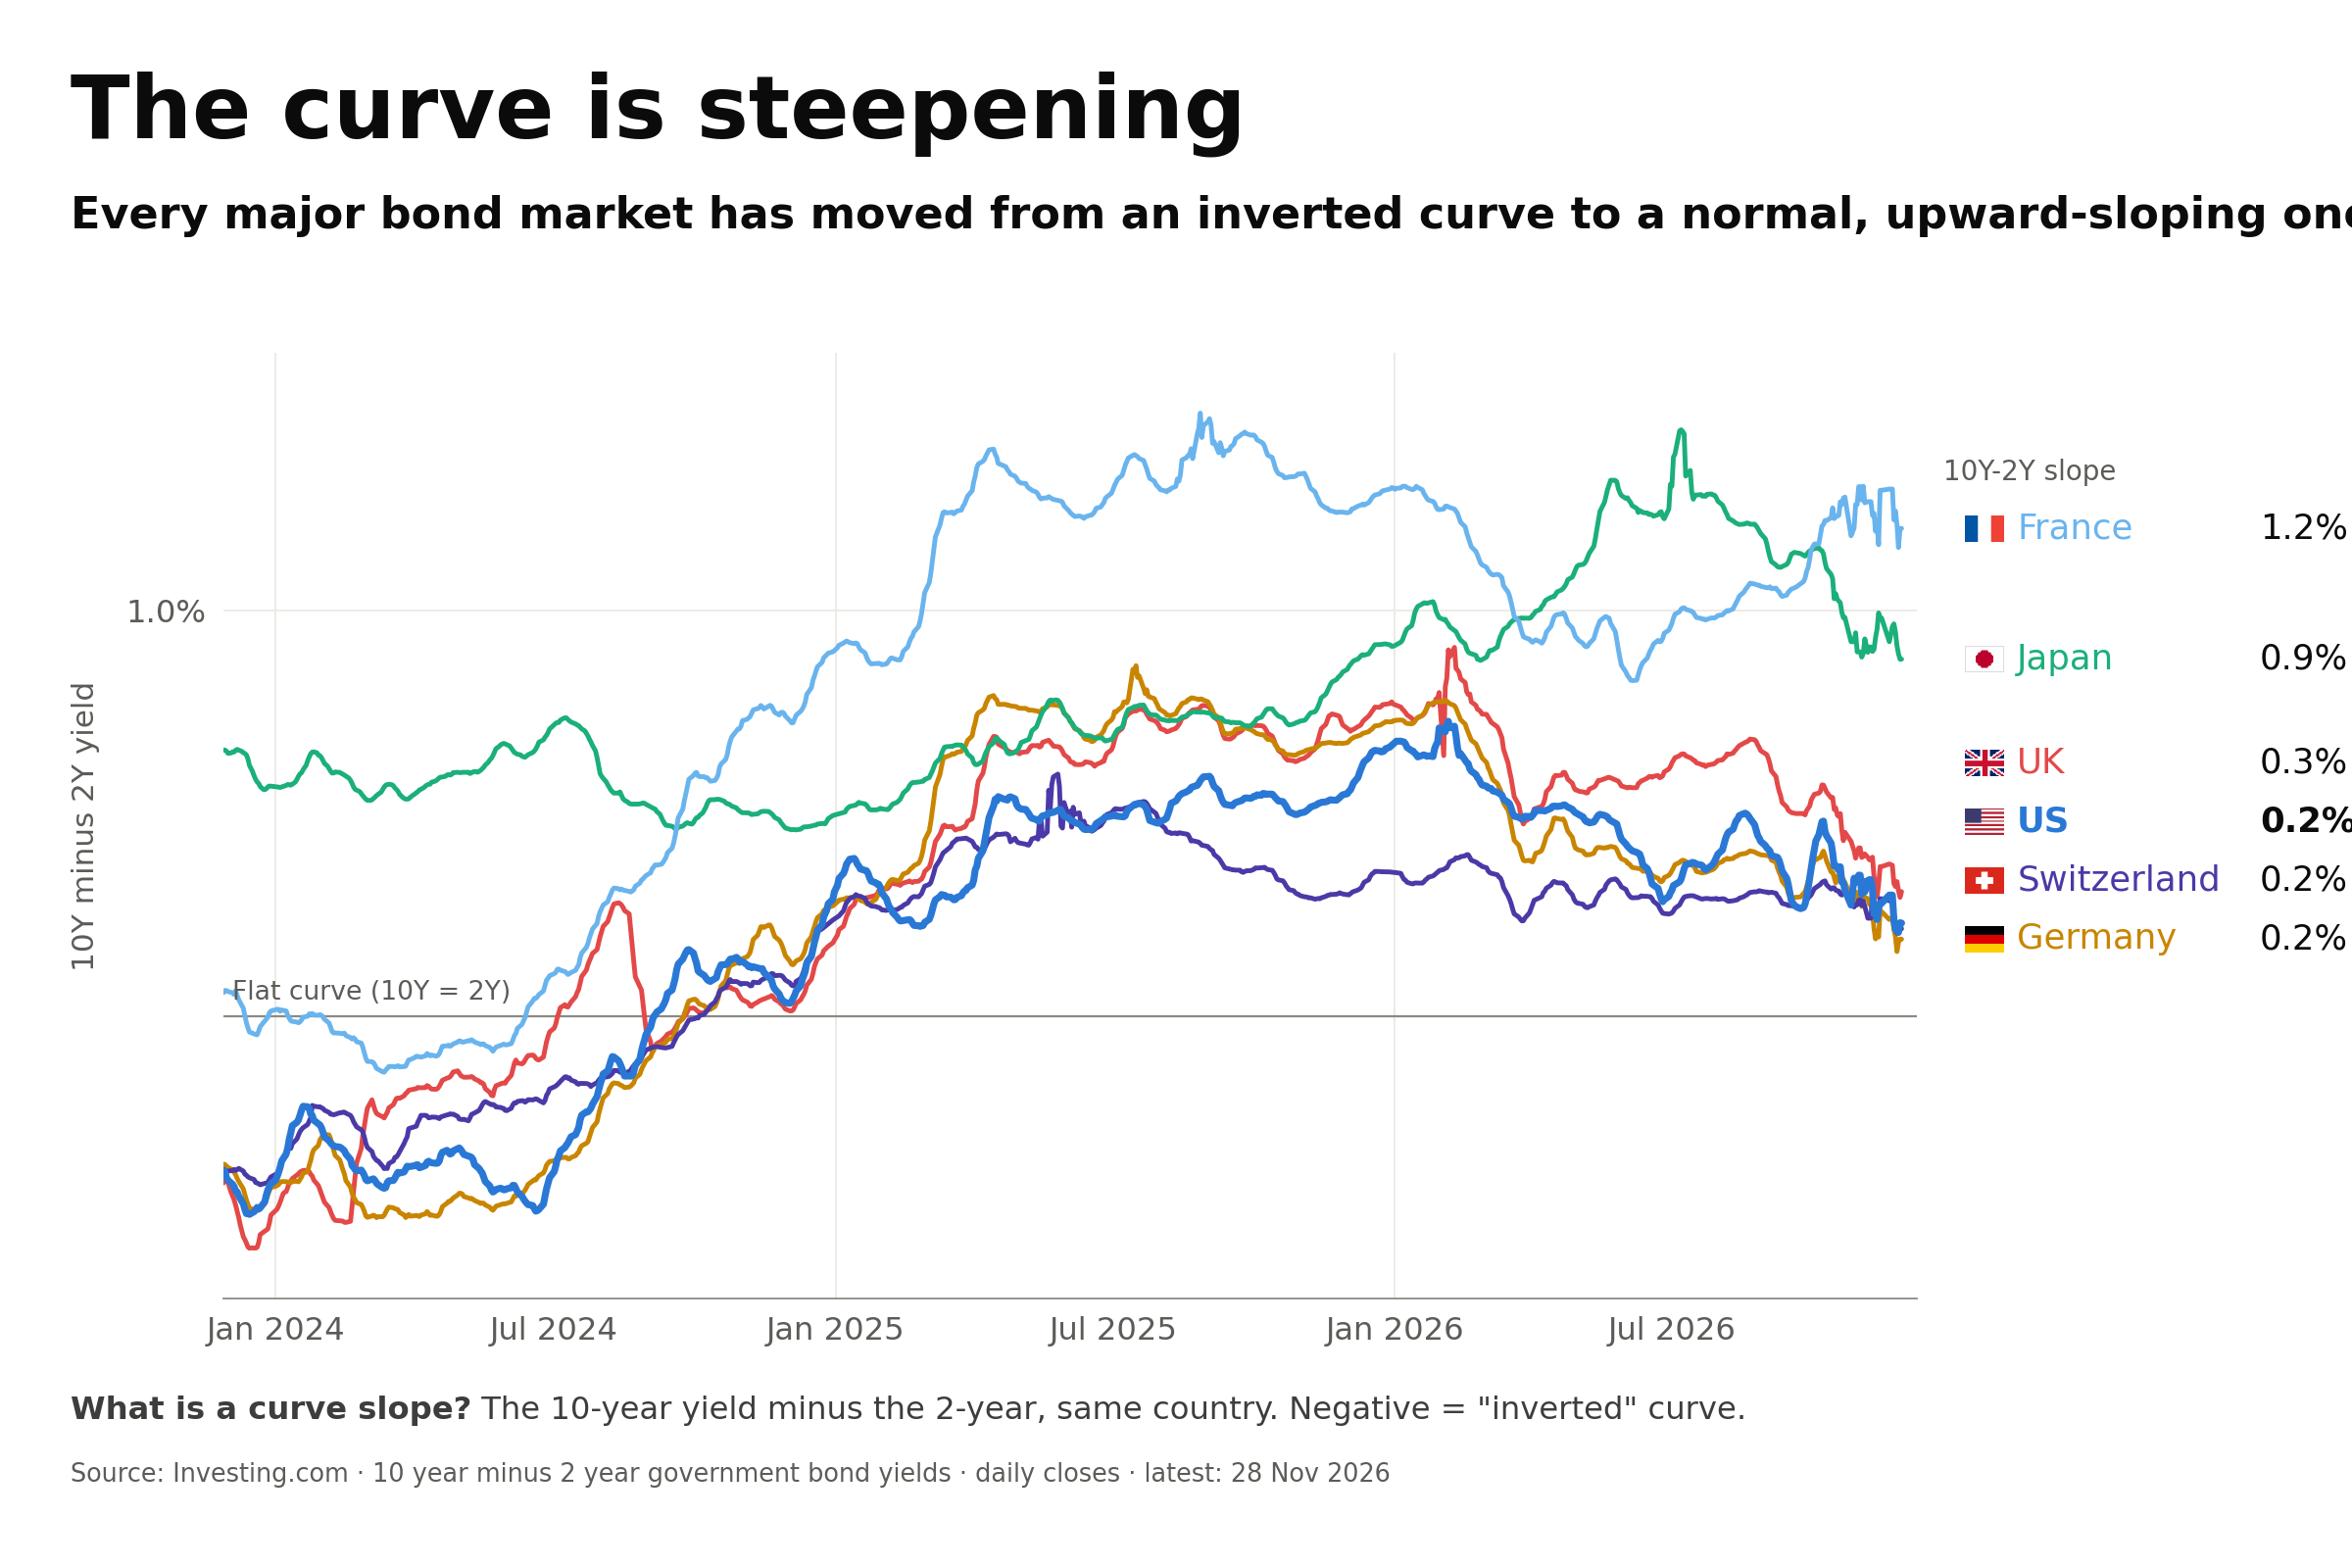 The curve is steepening
Every major bond market has moved from an inverted curve to a normal, upward-sloping
10Y-2Y slope
France 1.2%
1.0%
Japan 0.9%
10Y minus 2Y yield
UK 0.3%
US 0.2%
Switzerland 0.2%
Germany 0.2%
Flat curve (10Y = 2Y)
Jan 2024 Jul 2024 Jan 2025 Jul 2025 Jan 2026 Jul 2026
What is a curve slope? The 10-year yield minus the 2-year, same country. Negative = "inverted" curve.
Source: Investing.com · 10 year minus 2 year government bond yields · daily closes · latest: 28 Nov 2026